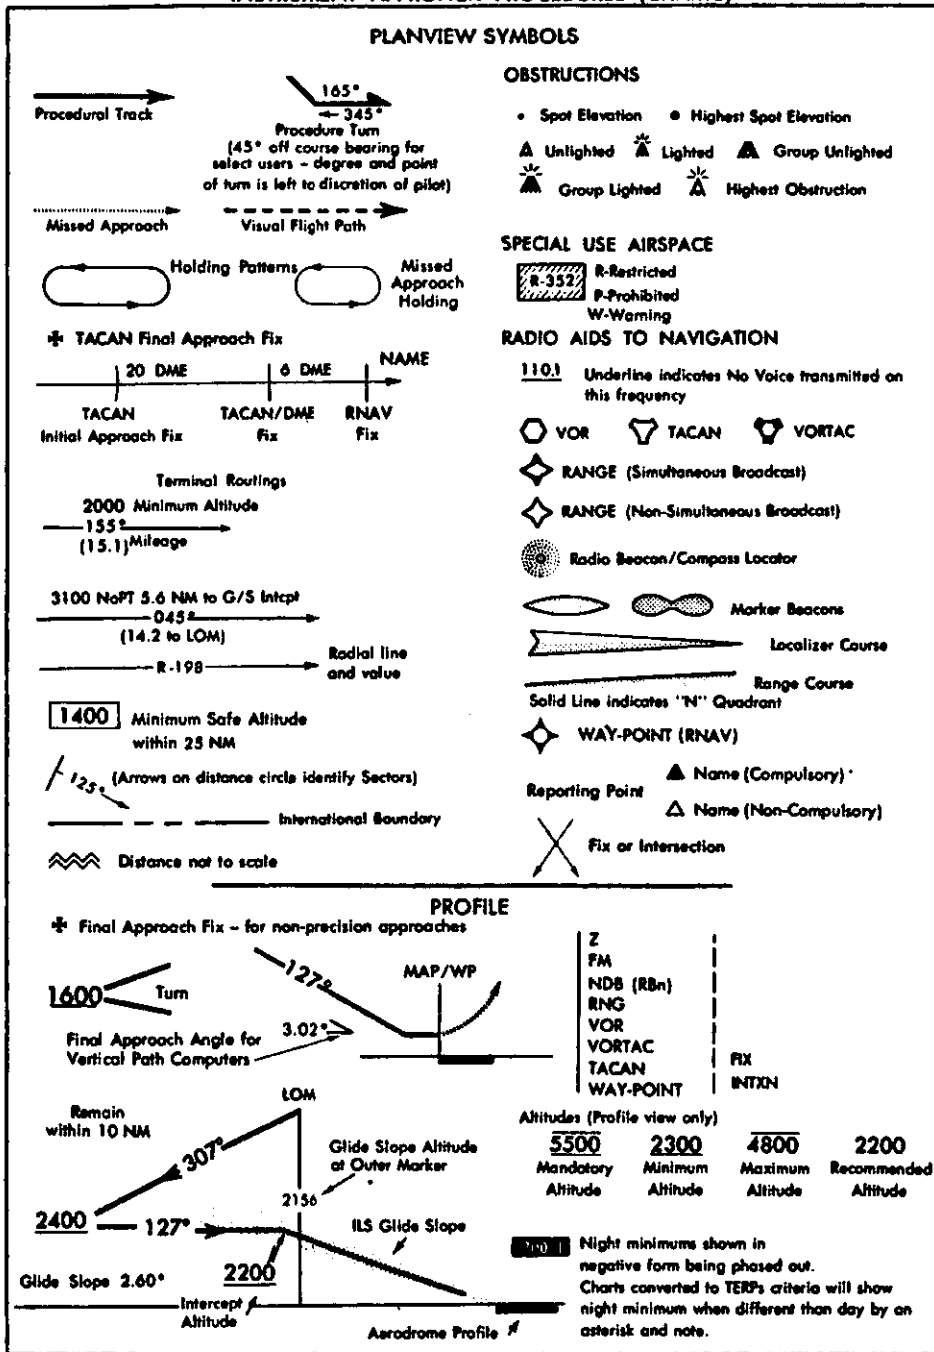 PLANVIEW SYMBOLS
Procedural Track
165°
345°
Procedure Turn
(45° off course bearing for
select users - degree and point
of turn is left to discretion of pilot)
Missed Approach
Visual Flight Path
Holding Patterns
Missed
Approach
Holding
TACAN Final Approach Fix
20 DME
6 DME
NAME
TACAN
Initial Approach Fix
TACAN/DME
Fix
RNAV
Fix
Terminal Routings
2000 Minimum Altitude
155°
(15.1) Mileage
3100 NoPT 5.6 NM to G/S Intcpt
045°
(14.2 to LOM)
R-198
Radial line
and value
1400 Minimum Safe Altitude
within 25 NM
125° (Arrows on distance circle identify Sectors)
International Boundary
Distance not to scale
OBSTRUCTIONS
Spot Elevation
Highest Spot Elevation
Unlighted
Lighted
Group Unlighted
Group Lighted
Highest Obstruction
SPECIAL USE AIRSPACE
R-352
R-Restricted
P-Prohibited
W-Warning
RADIO AIDS TO NAVIGATION
110.1 Underline indicates No Voice transmitted on
this frequency
VOR
TACAN
VORTAC
RANGE (Simultaneous Broadcast)
RANGE (Non-Simultaneous Broadcast)
Radio Beacon/Compass Locator
Marker Beacons
Localizer Course
Range Course
Solid Line indicates "N" Quadrant
WAY-POINT (RNAV)
Reporting Point
Name (Compulsory)
Name (Non-Compulsory)
Fix or Intersection
PROFILE
Final Approach Fix - for non-precision approaches
1600
Turn
127°
MAP/WP
Final Approach Angle for
Vertical Path Computers
3.02°
Z
FM
NDB (RBn)
RNG
VOR
VORTAC
TACAN
WAY-POINT
FIX
INTXN
Remain
within 10 NM
LOM
307°
Glide Slope Altitude
at Outer Marker
2156
2400
127°
ILS Glide Slope
2200
Glide Slope 2.60°
Intercept
Altitude
Aerodrome Profile
Altitudes (Profile view only)
5500
Mandatory
Altitude
2300
Minimum
Altitude
4800
Maximum
Altitude
2200
Recommended
Altitude
Night minimums shown in
negative form being phased out.
Charts converted to TERPs criteria will show
night minimum when different than day by an
asterisk and note.